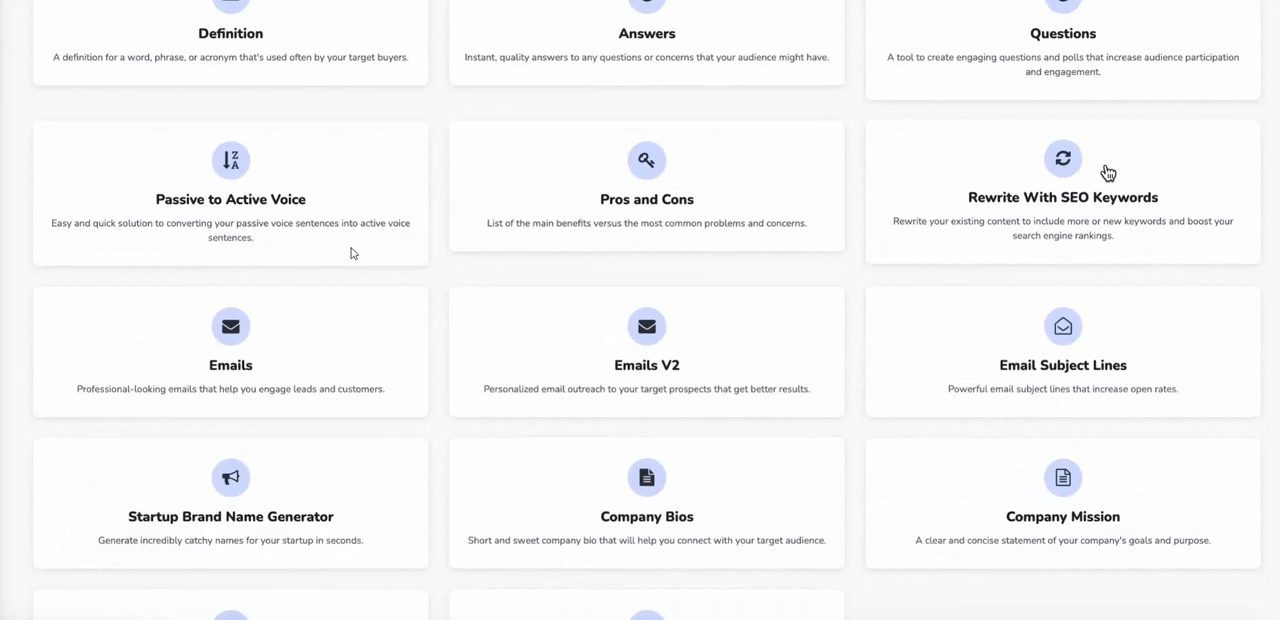 Definition
A definition for a word, phrase, or acronym that's used often by your target buyers.
Answers
Instant, quality answers to any questions or concerns that your audience might have.
Questions
A tool to create engaging questions and polls that increase audience participation
and engagement.
Z
A
Passive to Active Voice
Easy and quick solution to converting your passive voice sentences into active voice
sentences.
Pros and Cons
List of the main benefits versus the most common problems and concerns.
Rewrite With SEO Keywords
Rewrite your existing content to include more or new keywords and boost your
search engine rankings.
Emails
Professional-looking emails that help you engage leads and customers.
Emails V2
Personalized email outreach to your target prospects that get better results.
Email Subject Lines
Powerful email subject lines that increase open rates.
Startup Brand Name Generator
Generate incredibly catchy names for your startup in seconds.
Company Bios
Short and sweet company bio that will help you connect with your target audience.
Company Mission
A clear and concise statement of your company's goals and purpose.